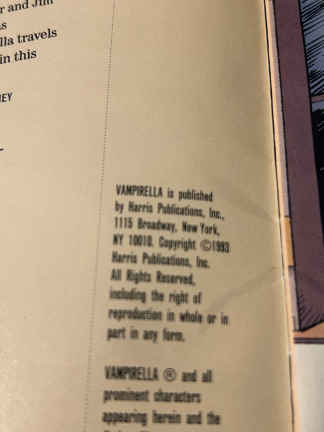 r and Jim
s
lla travels
in this
EY
VAMPIRELLA is published
by Harris Publications, Inc.,
1115 Broadway, New York,
NY 10010. Copyright ©1993
Harris Publications, Inc.
All Rights Reserved,
including the right of
reproduction in whole or in
part in any form.
VAMPIRELLA ® and all
prominent characters
appearing herein and the